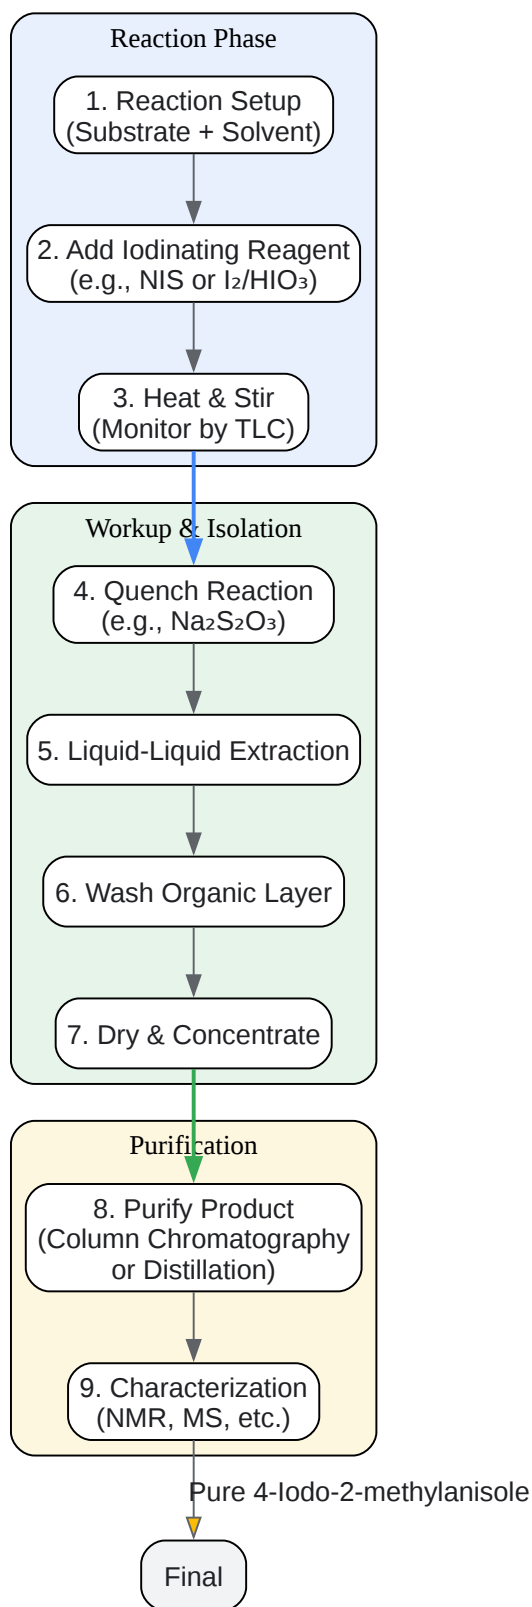 Reaction Phase
1. Reaction Setup
(Substrate + Solvent)
2. Add Iodinating Reagent
(e.g., NIS or I₂/HIO₃)
3. Heat & Stir
(Monitor by TLC)
Workup & Isolation
4. Quench Reaction
(e.g., Na₂S₂O₃)
5. Liquid-Liquid Extraction
6. Wash Organic Layer
7. Dry & Concentrate
Purification
8. Purify Product
(Column Chromatography
or Distillation)
9. Characterization
(NMR, MS, etc.)
Pure 4-Iodo-2-methylanisole
Final